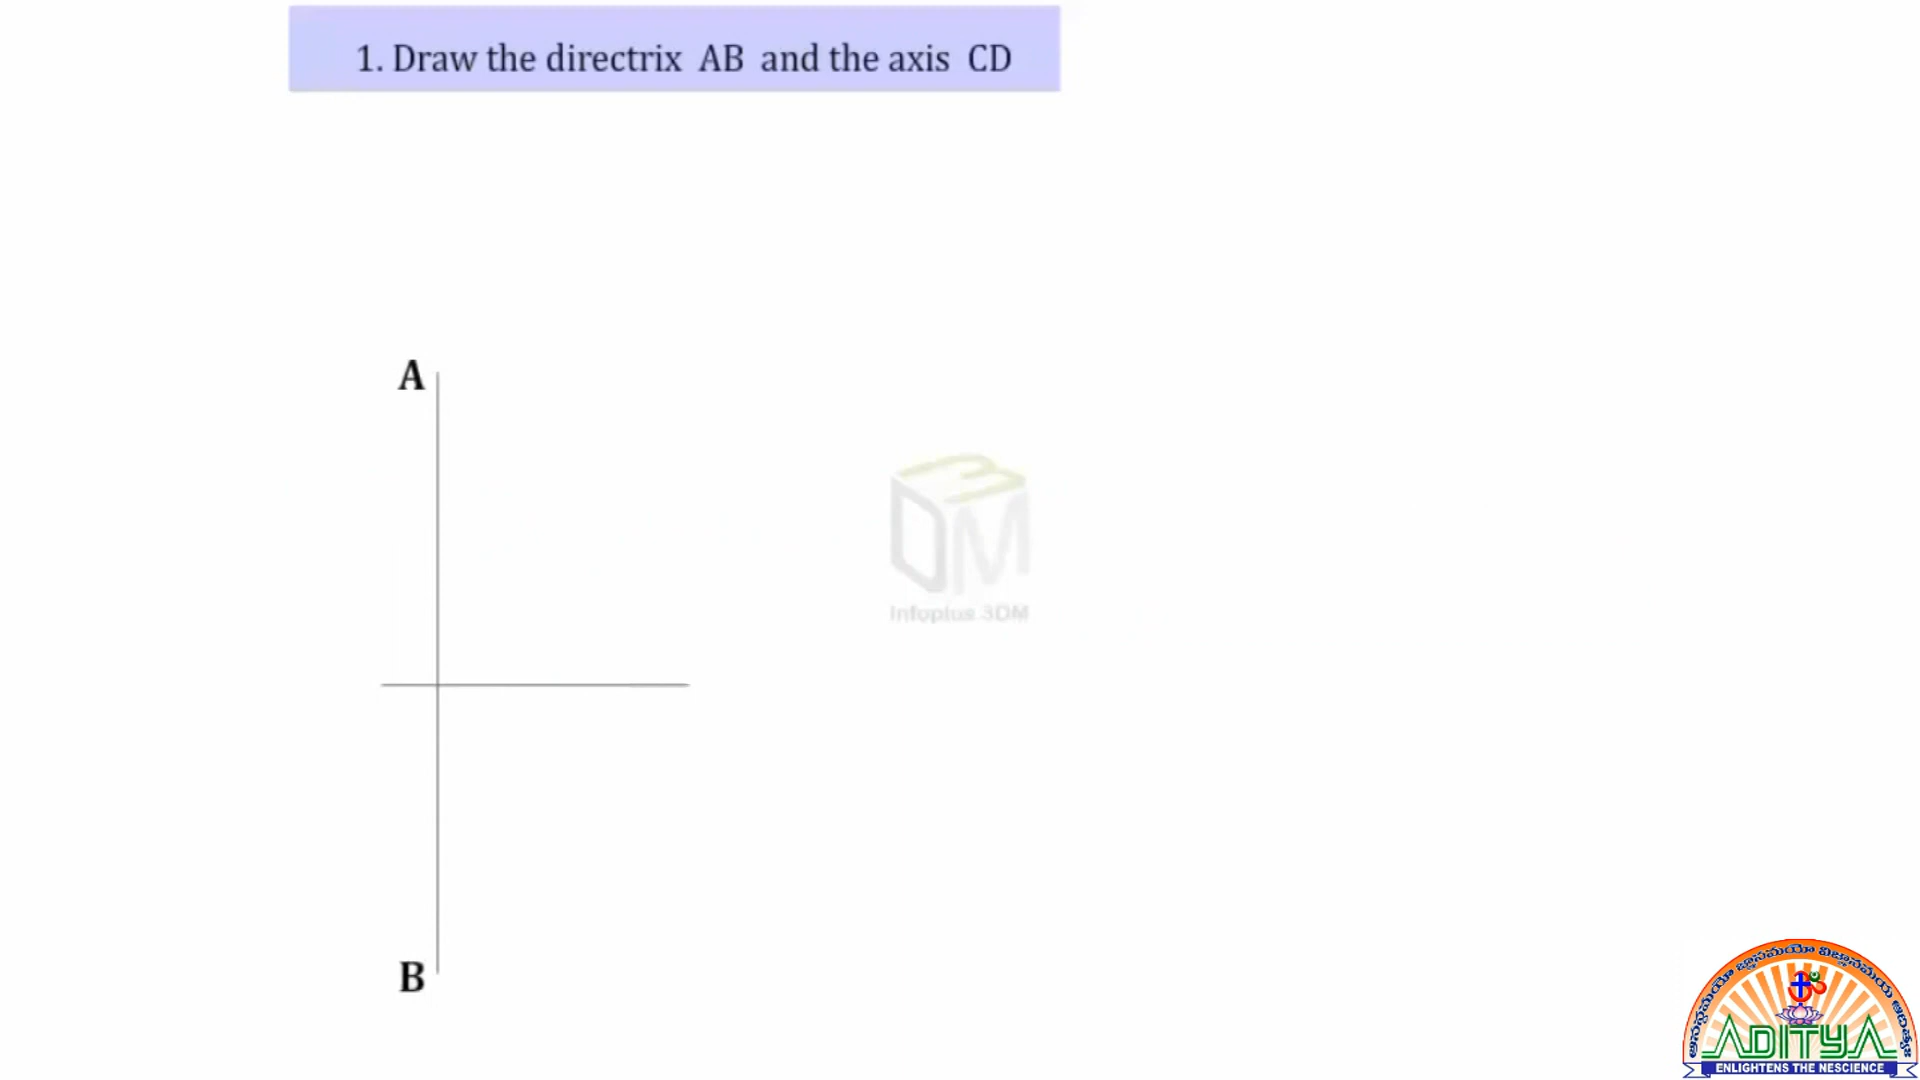 1. Draw the directrix AB and the axis CD
A
Infoplus 3DM
B
ADITYA
ENLIGHTENS THE NESCIENCE